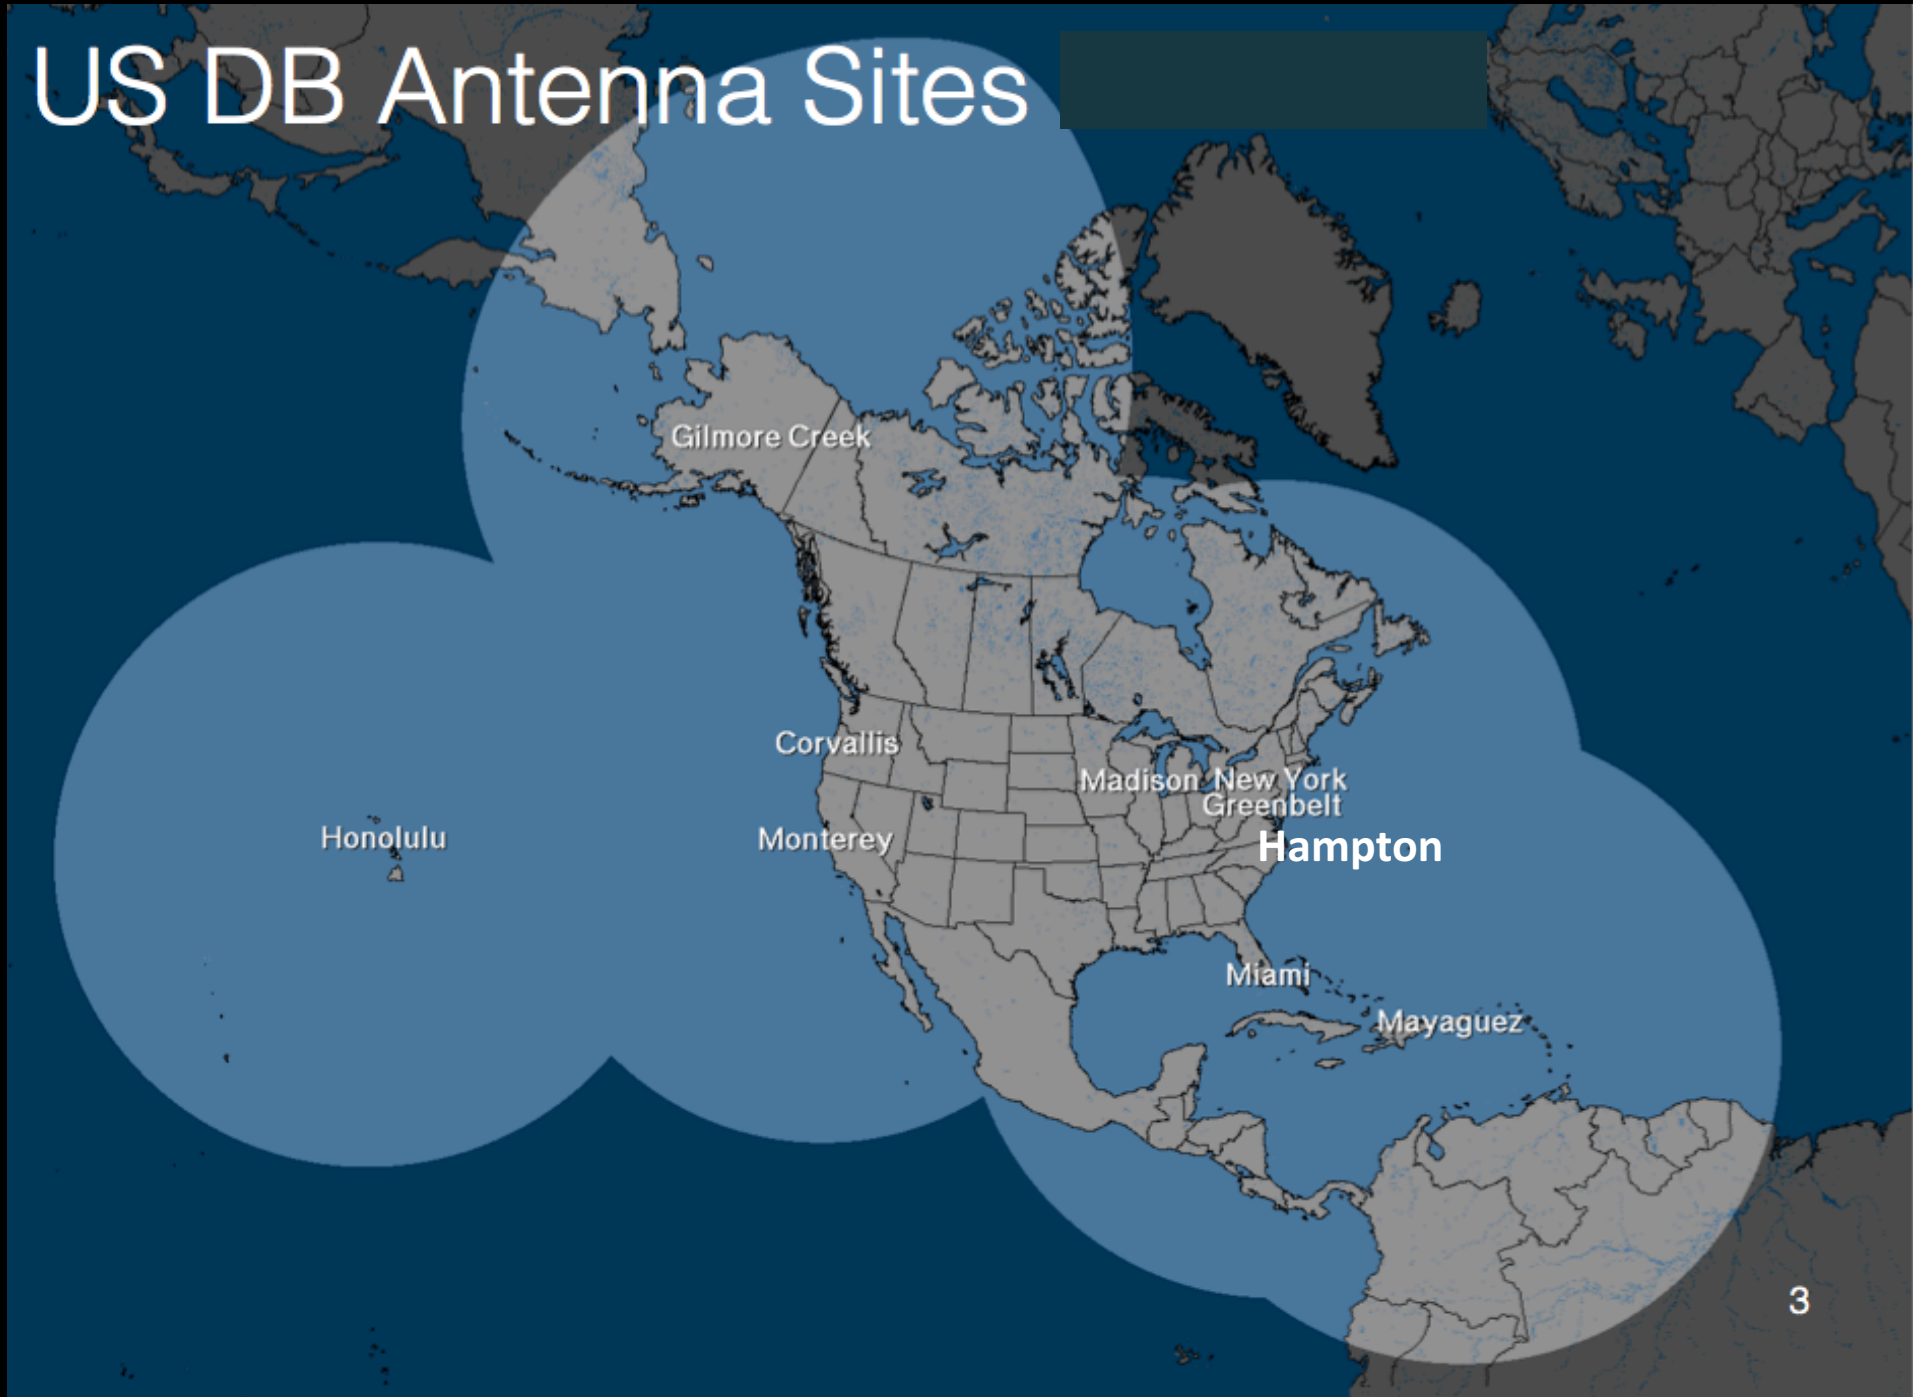 US DB Antenna Sites
Gilmore Creek
Corvallis
Madison New York
Greenbelt
Honolulu
Monterey
Hampton
Miami
Mayaguez
3